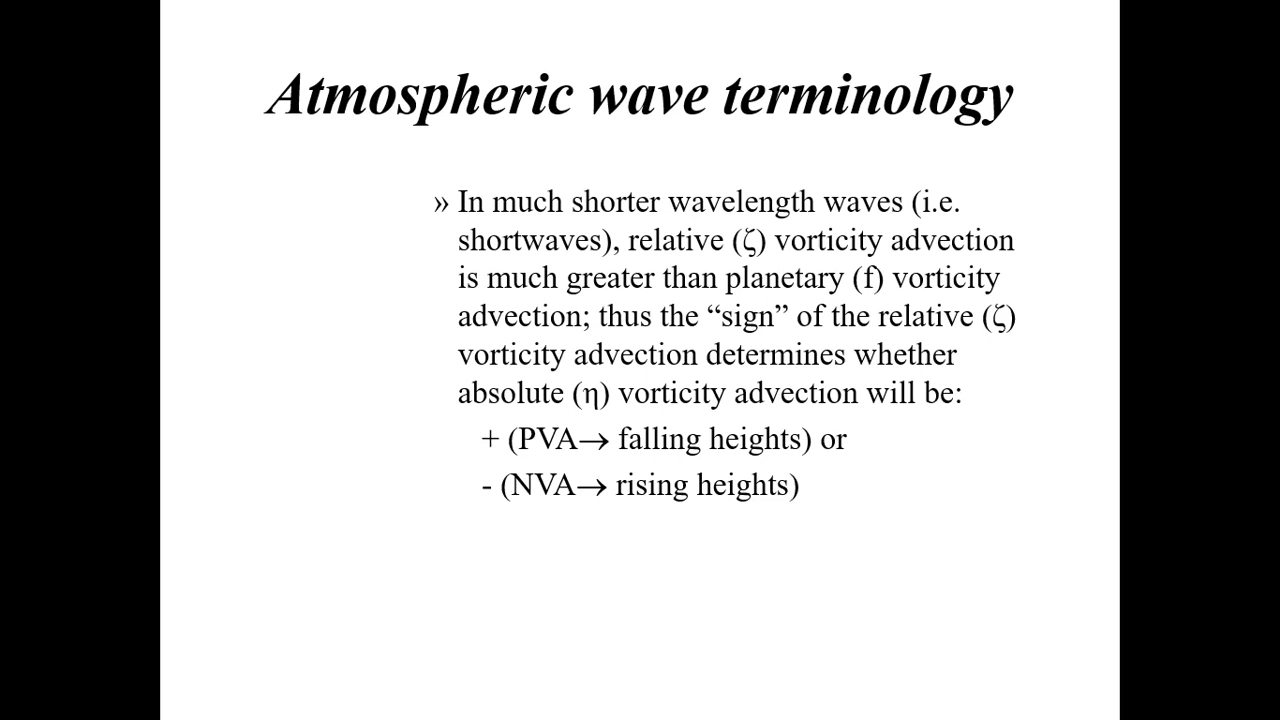 Atmospheric wave terminology
» In much shorter wavelength waves (i.e.
shortwaves), relative (ζ) vorticity advection
is much greater than planetary (f) vorticity
advection; thus the “sign” of the relative (ζ)
vorticity advection determines whether
absolute (η) vorticity advection will be:
+ (PVA→ falling heights) or
- (NVA→ rising heights)